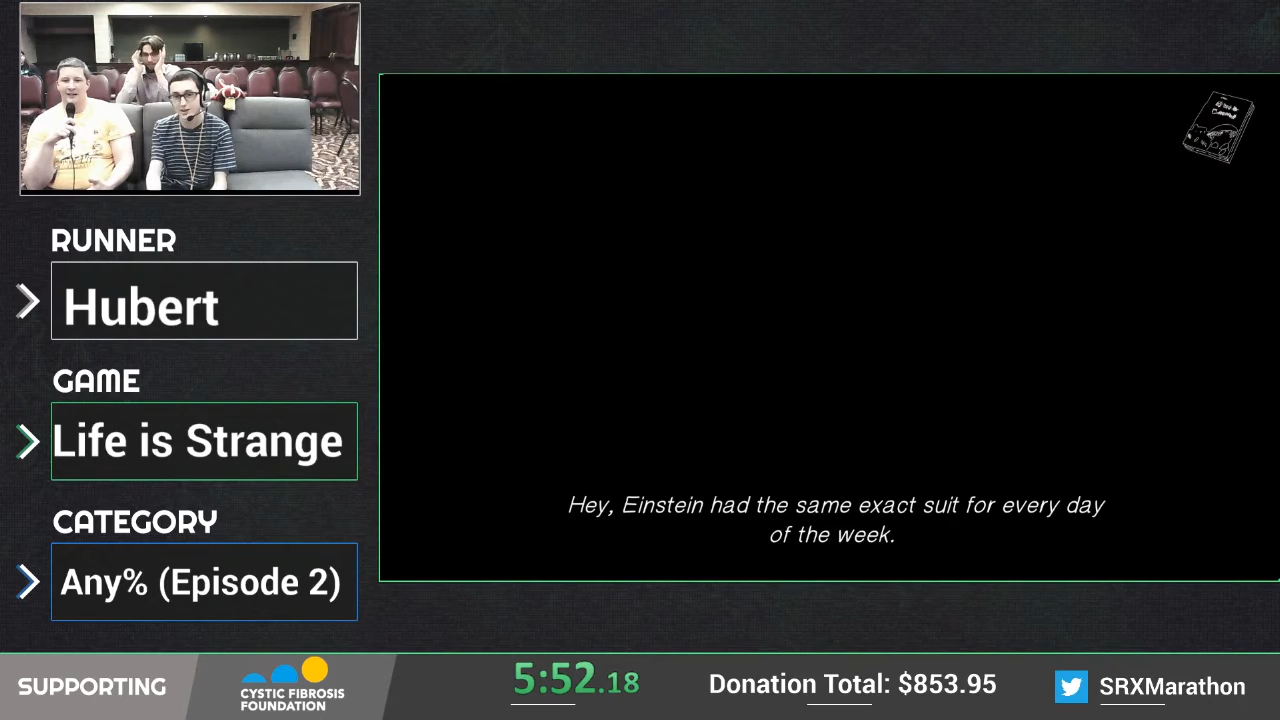 RUNNER
Hubert
GAME
Life is Strange
CATEGORY
Any% (Episode 2)
Hey, Einstein had the same exact suit for every day
of the week.
SUPPORTING
CYSTIC FIBROSIS
FOUNDATION
5:52.18
Donation Total: $853.95
SRXMarathon